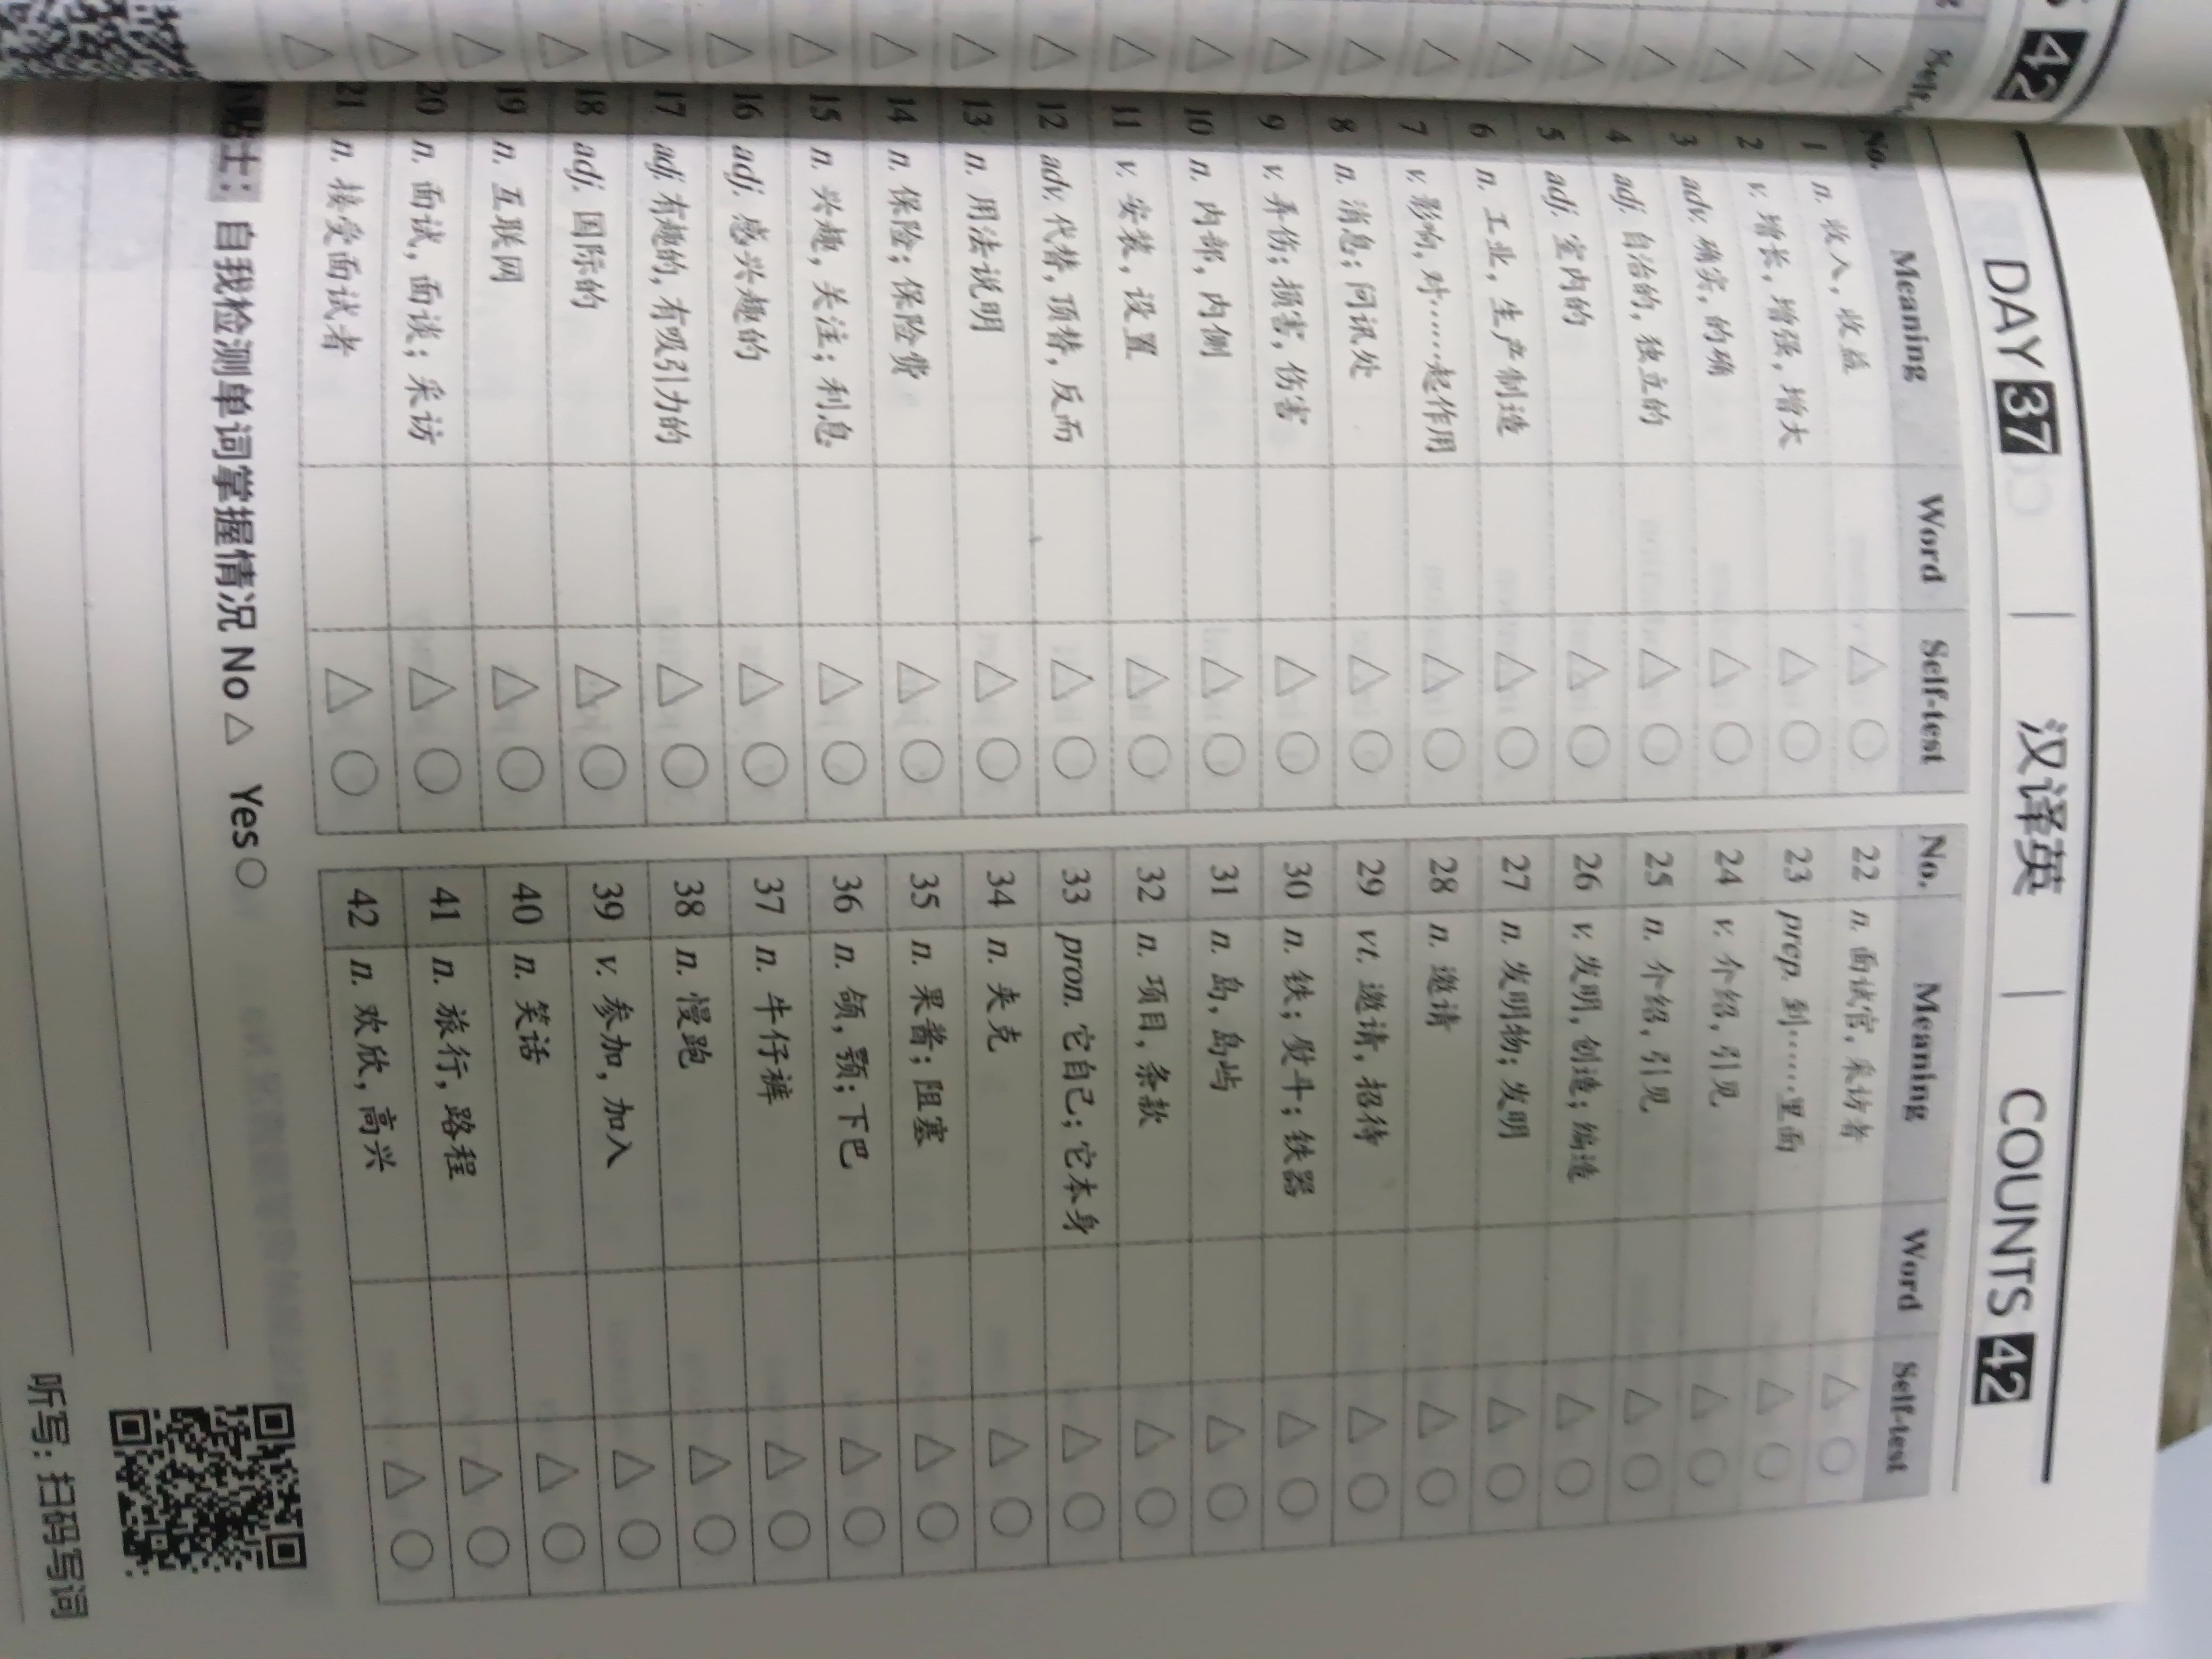 42
Self-
DAY 37
汉译英
COUNTS 42
No. Meaning Word Self-test
1 n. 收入, 收益
2 v. 增长, 增强, 增大
3 adv. 确实, 的确
4 adj. 自治的, 独立的
5 adj. 室内的
6 n. 工业, 生产制造
7 v. 影响, 对……起作用
8 n. 消息; 问讯处
9 v. 弄伤; 损害, 伤害
10 n. 内部, 内侧
11 v. 安装, 设置
12 adv. 代替, 顶替, 反而
13 n. 用法说明
14 n. 保险; 保险费
15 n. 兴趣, 关注; 利息
16 adj. 感兴趣的
17 adj. 有趣的, 有吸引力的
18 adj. 国际的
19 n. 互联网
20 n. 面试, 面谈; 采访
21 n. 接受面试者
No. Meaning Word Self-test
22 n. 面试官, 采访者
23 prep. 到……里面
24 v. 介绍, 引见
25 n. 介绍, 引见
26 v. 发明, 创造; 编造
27 n. 发明物; 发明
28 n. 邀请
29 vt. 邀请, 招待
30 n. 铁; 熨斗; 铁器
31 n. 岛, 岛屿
32 n. 项目, 条款
33 pron. 它自己; 它本身
34 n. 夹克
35 n. 果酱; 阻塞
36 n. 颌, 颚; 下巴
37 n. 牛仔裤
38 n. 慢跑
39 v. 参加, 加入
40 n. 笑话
41 n. 旅行, 路程
42 n. 欢欣, 高兴
小贴士: 自我检测单词掌握情况 No △ Yes ○
听写: 扫码写词